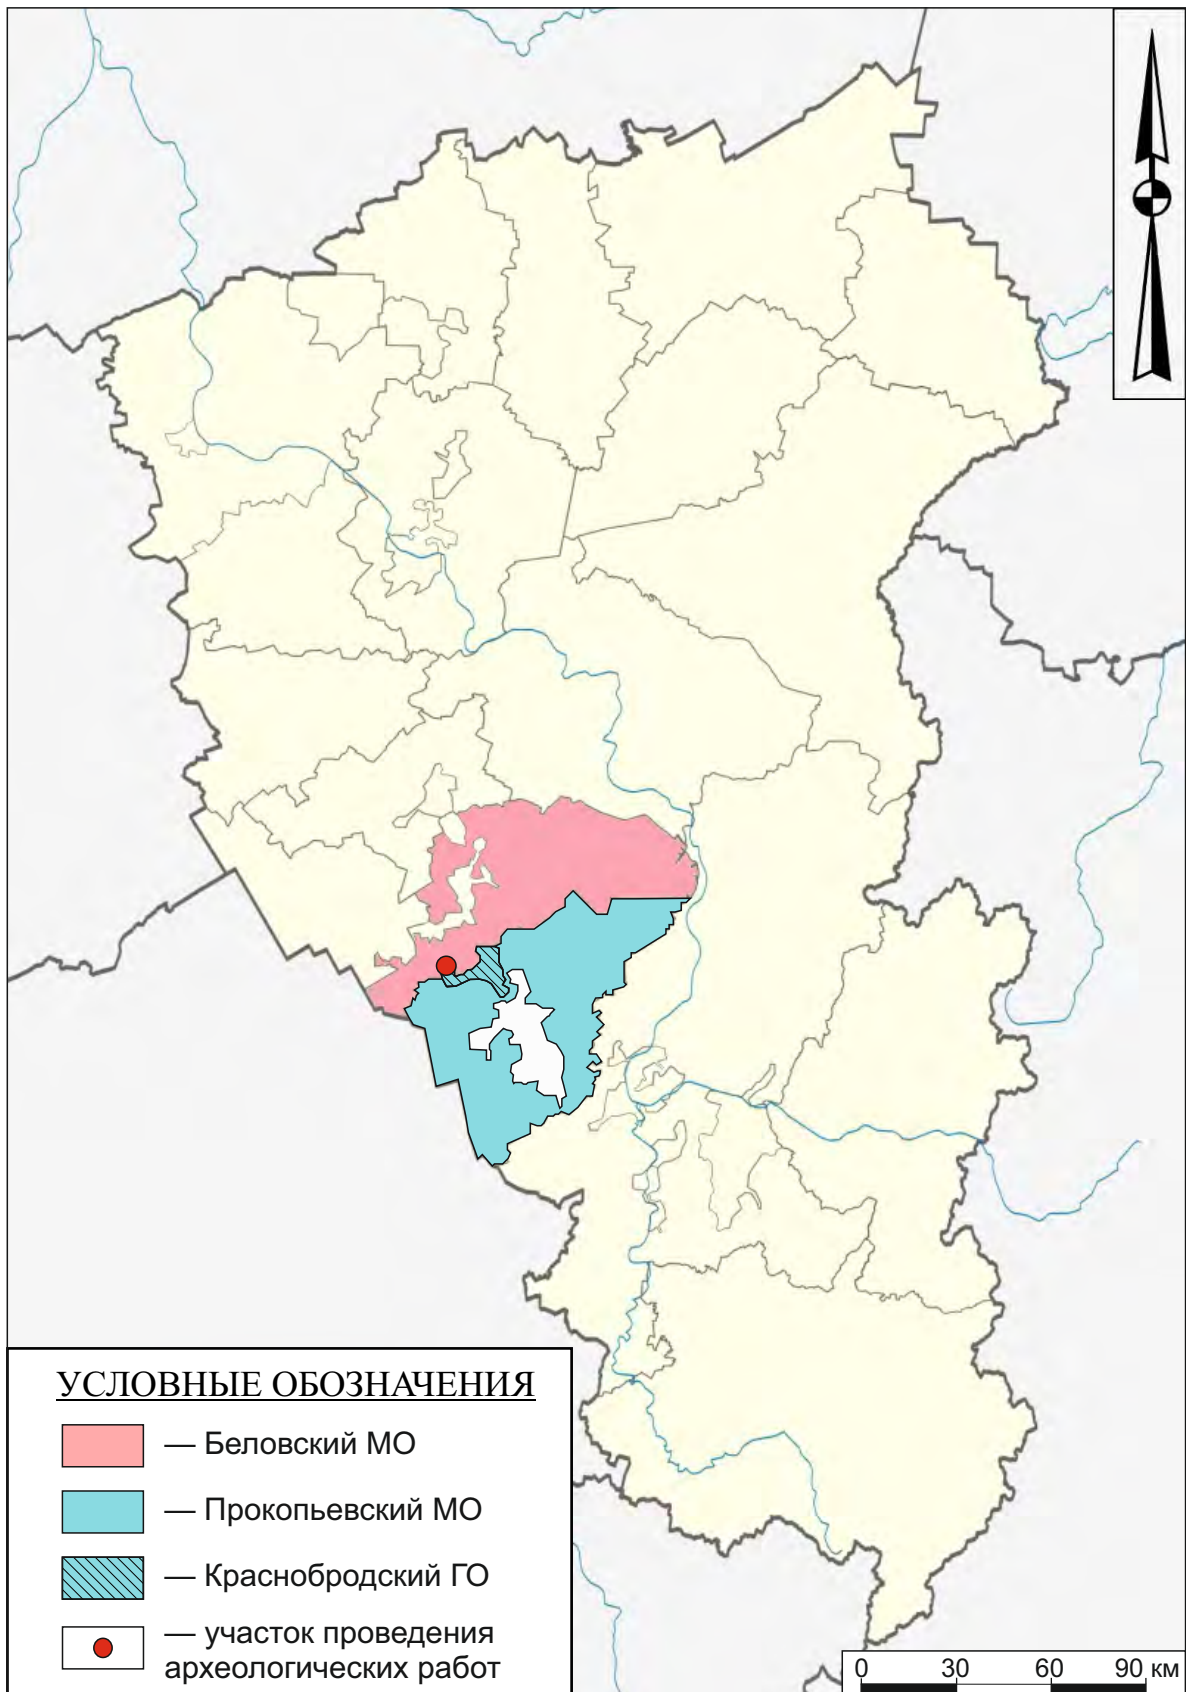 УСЛОВНЫЕ ОБОЗНАЧЕНИЯ
— Беловский МО
— Прокопьевский МО
— Краснобродский ГО
— участок проведения
археологических работ
0 30 60 90 км